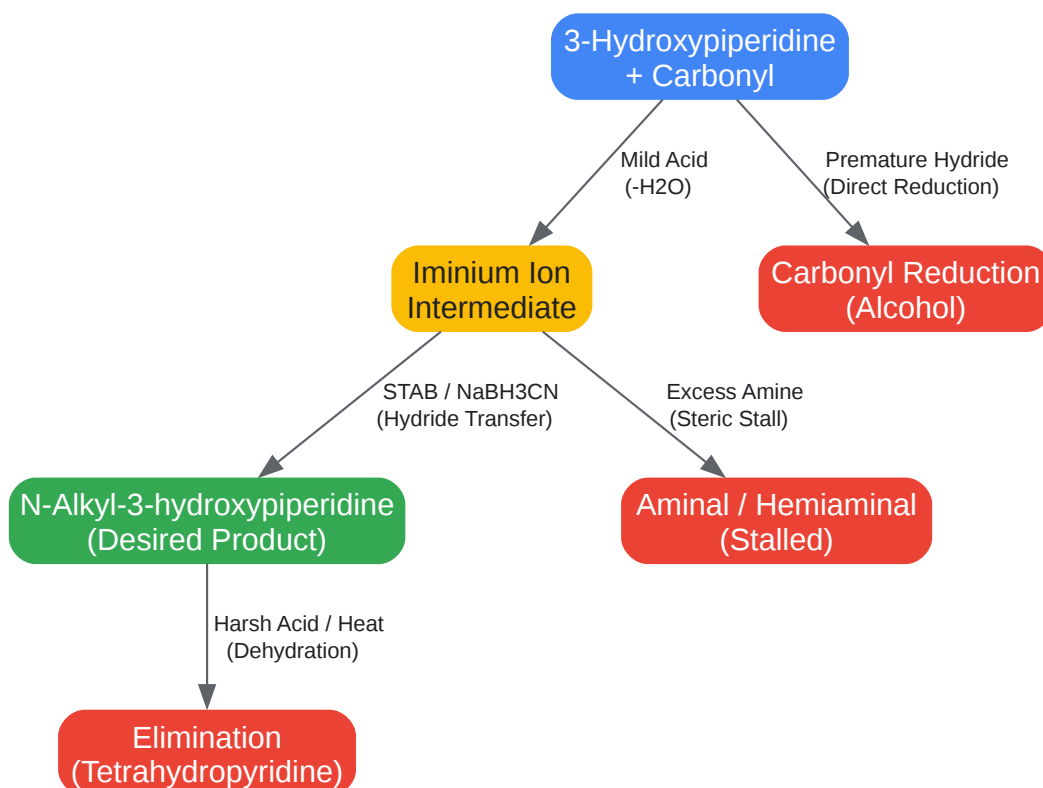 3-Hydroxypiperidine
+ Carbonyl
Mild Acid
(-H2O)
Premature Hydride
(Direct Reduction)
Iminium Ion
Intermediate
Carbonyl Reduction
(Alcohol)
STAB / NaBH3CN
(Hydride Transfer)
Excess Amine
(Steric Stall)
N-Alkyl-3-hydroxypiperidine
(Desired Product)
Aminal / Hemiaminal
(Stalled)
Harsh Acid / Heat
(Dehydration)
Elimination
(Tetrahydropyridine)